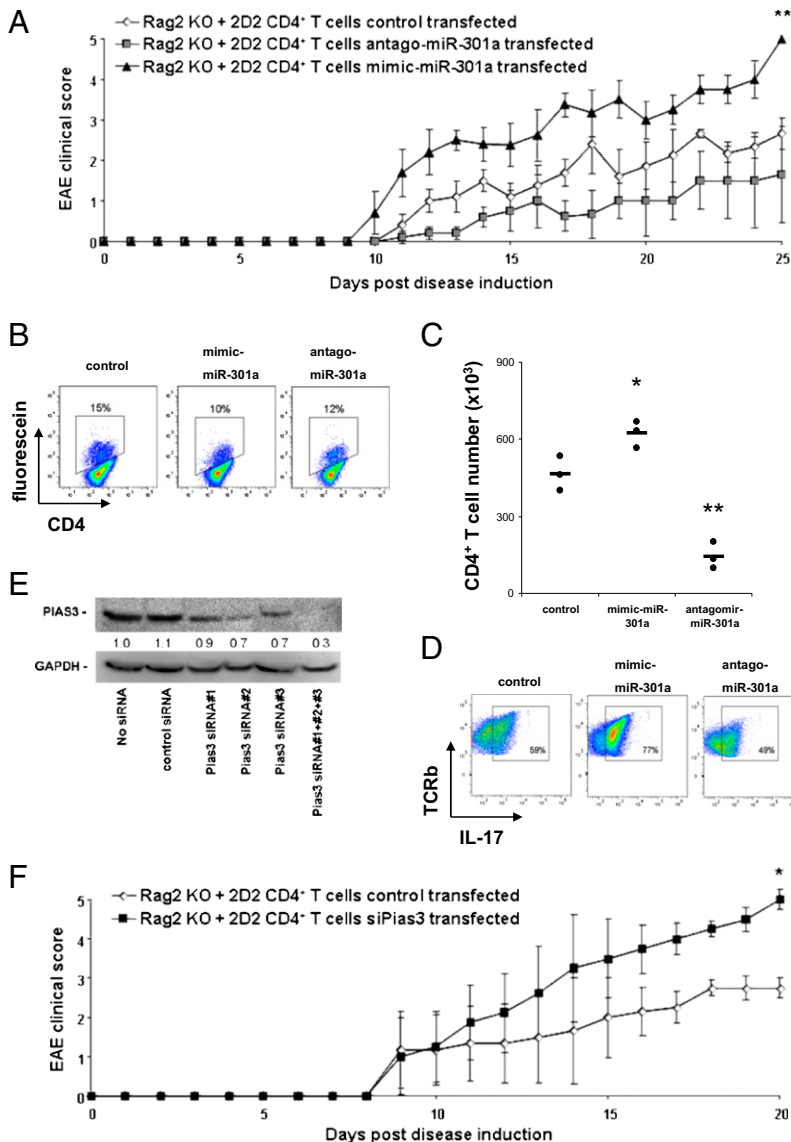 A
Rag2 KO + 2D2 CD4⁺ T cells control transfected
Rag2 KO + 2D2 CD4⁺ T cells antago-miR-301a transfected
Rag2 KO + 2D2 CD4⁺ T cells mimic-miR-301a transfected
**
EAE clinical score
5
4
3
2
1
0
0 5 10 15 20 25
Days post disease induction
B
control
mimic-miR-301a
antago-miR-301a
15%
10%
12%
fluorescein
CD4
C
CD4⁺ T cell number (x10³)
900
600
300
0
*
**
control
mimic-miR-301a
antagomir-miR-301a
E
PIAS3 -
1.0 1.1 0.9 0.7 0.7 0.3
GAPDH -
No siRNA
control siRNA
Pias3 siRNA#1
Pias3 siRNA#2
Pias3 siRNA#3
Pias3 siRNA#1+#2+#3
D
control
mimic-miR-301a
antago-miR-301a
59%
77%
49%
TCRb
IL-17
F
Rag2 KO + 2D2 CD4⁺ T cells control transfected
Rag2 KO + 2D2 CD4⁺ T cells siPias3 transfected
*
EAE clinical score
5
4
3
2
1
0
0 5 10 15 20
Days post disease induction